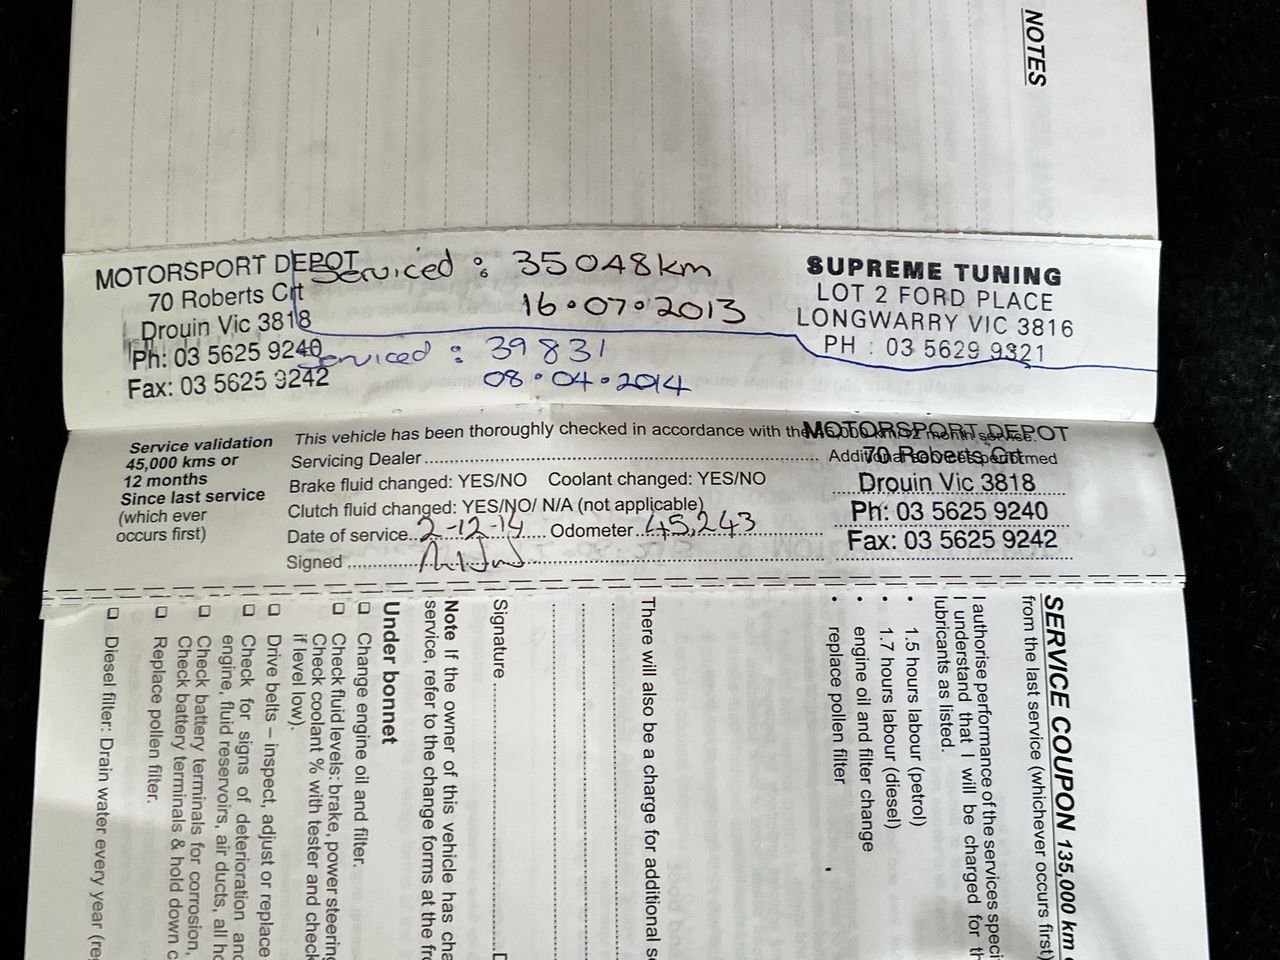 NOTES
MOTORSPORT DEPOT
70 Roberts Crt
Drouin Vic 3818
Ph: 03 5625 9240
Fax: 03 5625 9242
Serviced : 35048km
16.07.2013
Serviced : 39831
08.04.2014
SUPREME TUNING
LOT 2 FORD PLACE
LONGWARRY VIC 3816
PH : 03 5629 9321
Service validation
45,000 kms or
12 months
Since last service
(which ever
occurs first)
This vehicle has been thoroughly checked in accordance with the month service.
Servicing Dealer
Brake fluid changed: YES/NO Coolant changed: YES/NO
Clutch fluid changed: YES/NO/ N/A (not applicable)
Date of service 2-12-14 Odometer 45,243
Signed
MOTORSPORT DEPOT
70 Roberts Crt
Drouin Vic 3818
Ph: 03 5625 9240
Fax: 03 5625 9242
SERVICE COUPON 135,000 km
from the last service (whichever occurs first)
I authorise performance of the services
I understand that I will be charged for
lubricants as listed.
• 1.5 hours labour (petrol)
• 1.7 hours labour (diesel)
• engine oil and filter change
• replace pollen filter
There will also be a charge for additional
Signature
Note If the owner of this vehicle has
service, refer to the change forms at the
Under bonnet
Change engine oil and filter.
Check fluid levels: brake, power steering
Check coolant % with tester and check
if level low).
Drive belts – inspect, adjust or replace
Check for signs of deterioration and
engine, fluid reservoirs, air ducts, all
Check battery terminals for corrosion,
Check battery terminals & hold down
Replace pollen filter.
Diesel filter: Drain water every year